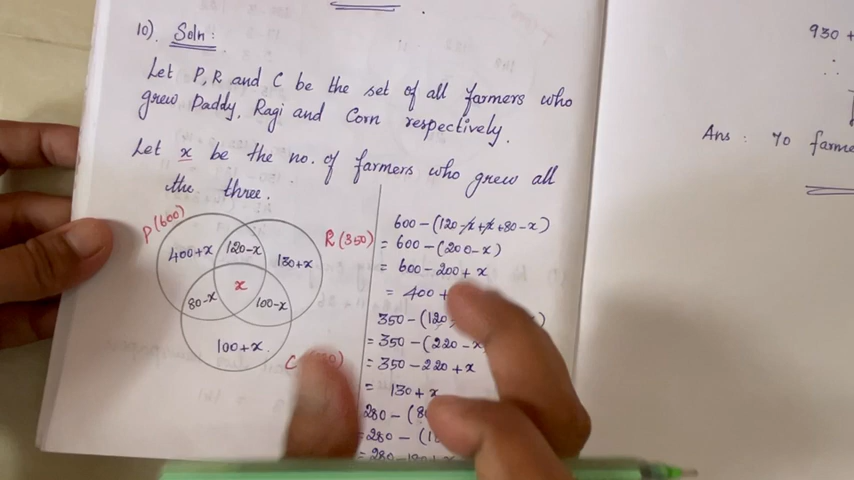 10). Soln:
Let P, R and C be the set of all farmers who
grew Paddy, Ragi and Corn respectively.
Let x be the no. of farmers who grew all
the three.
P(600)
R(350)
400+x
120-x
130+x
x
80-x
100-x
100+x
C
600-(120-x+x+80-x)
= 600-(200-x)
= 600-200+x
= 400+
350-(120
= 350-(220-x
= 350-220+x
= 130+x
280-(8
= 280-(1
= 280-180+x
930 +
Ans: 70 farme